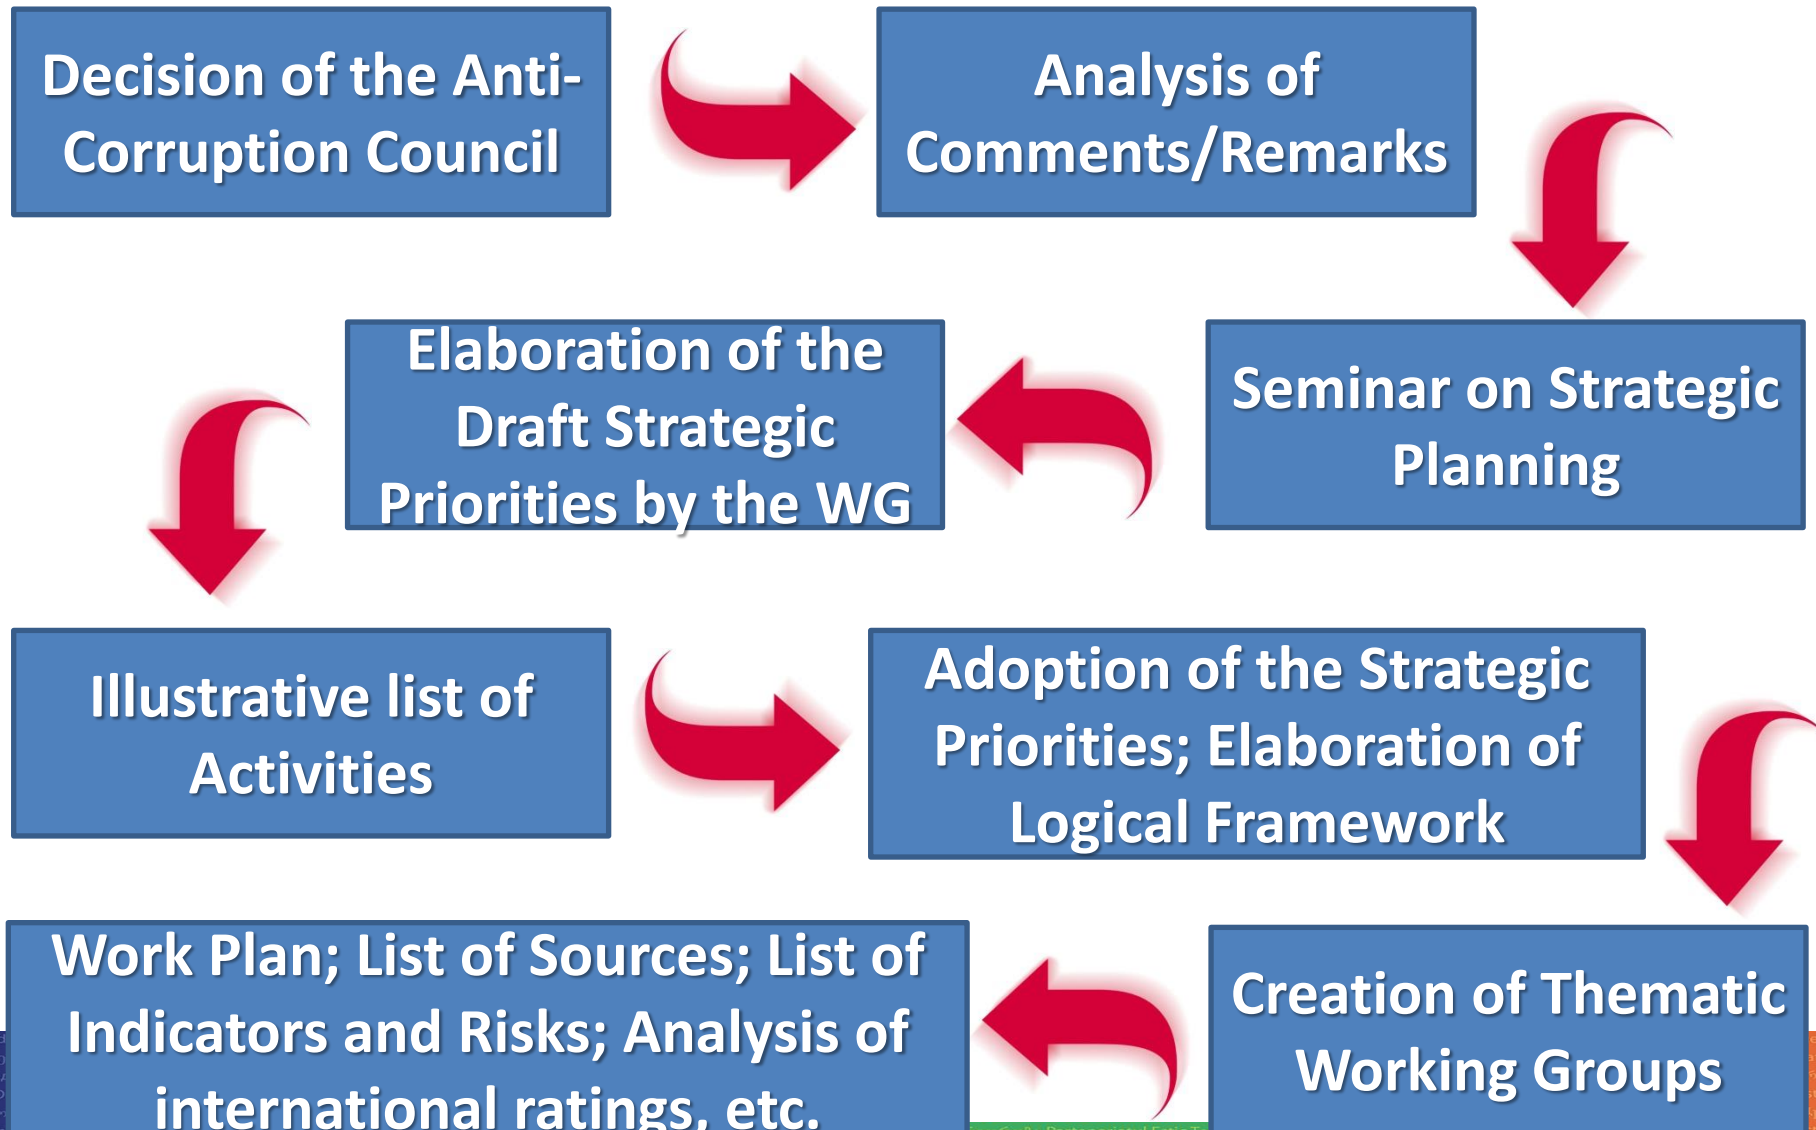 Decision of the Anti-
Corruption Council
Analysis of
Comments/Remarks
Seminar on Strategic
Planning
Elaboration of the
Draft Strategic
Priorities by the WG
Illustrative list of
Activities
Adoption of the Strategic
Priorities; Elaboration of
Logical Framework
Creation of Thematic
Working Groups
Work Plan; List of Sources; List of
Indicators and Risks; Analysis of
international ratings, etc.